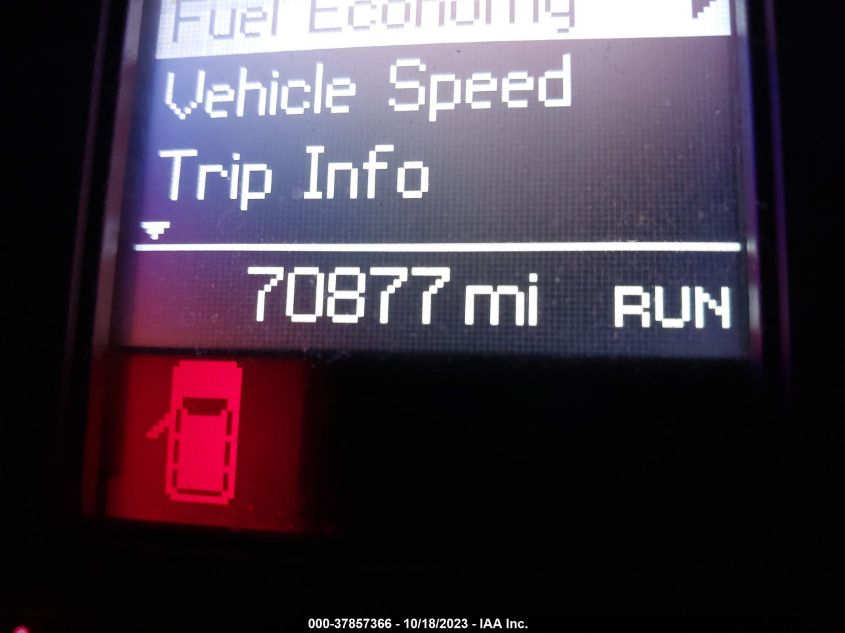 Fuel Economy
Vehicle Speed
Trip Info
70877 mi RUN
000-37857366 - 10/18/2023 - IAA Inc.